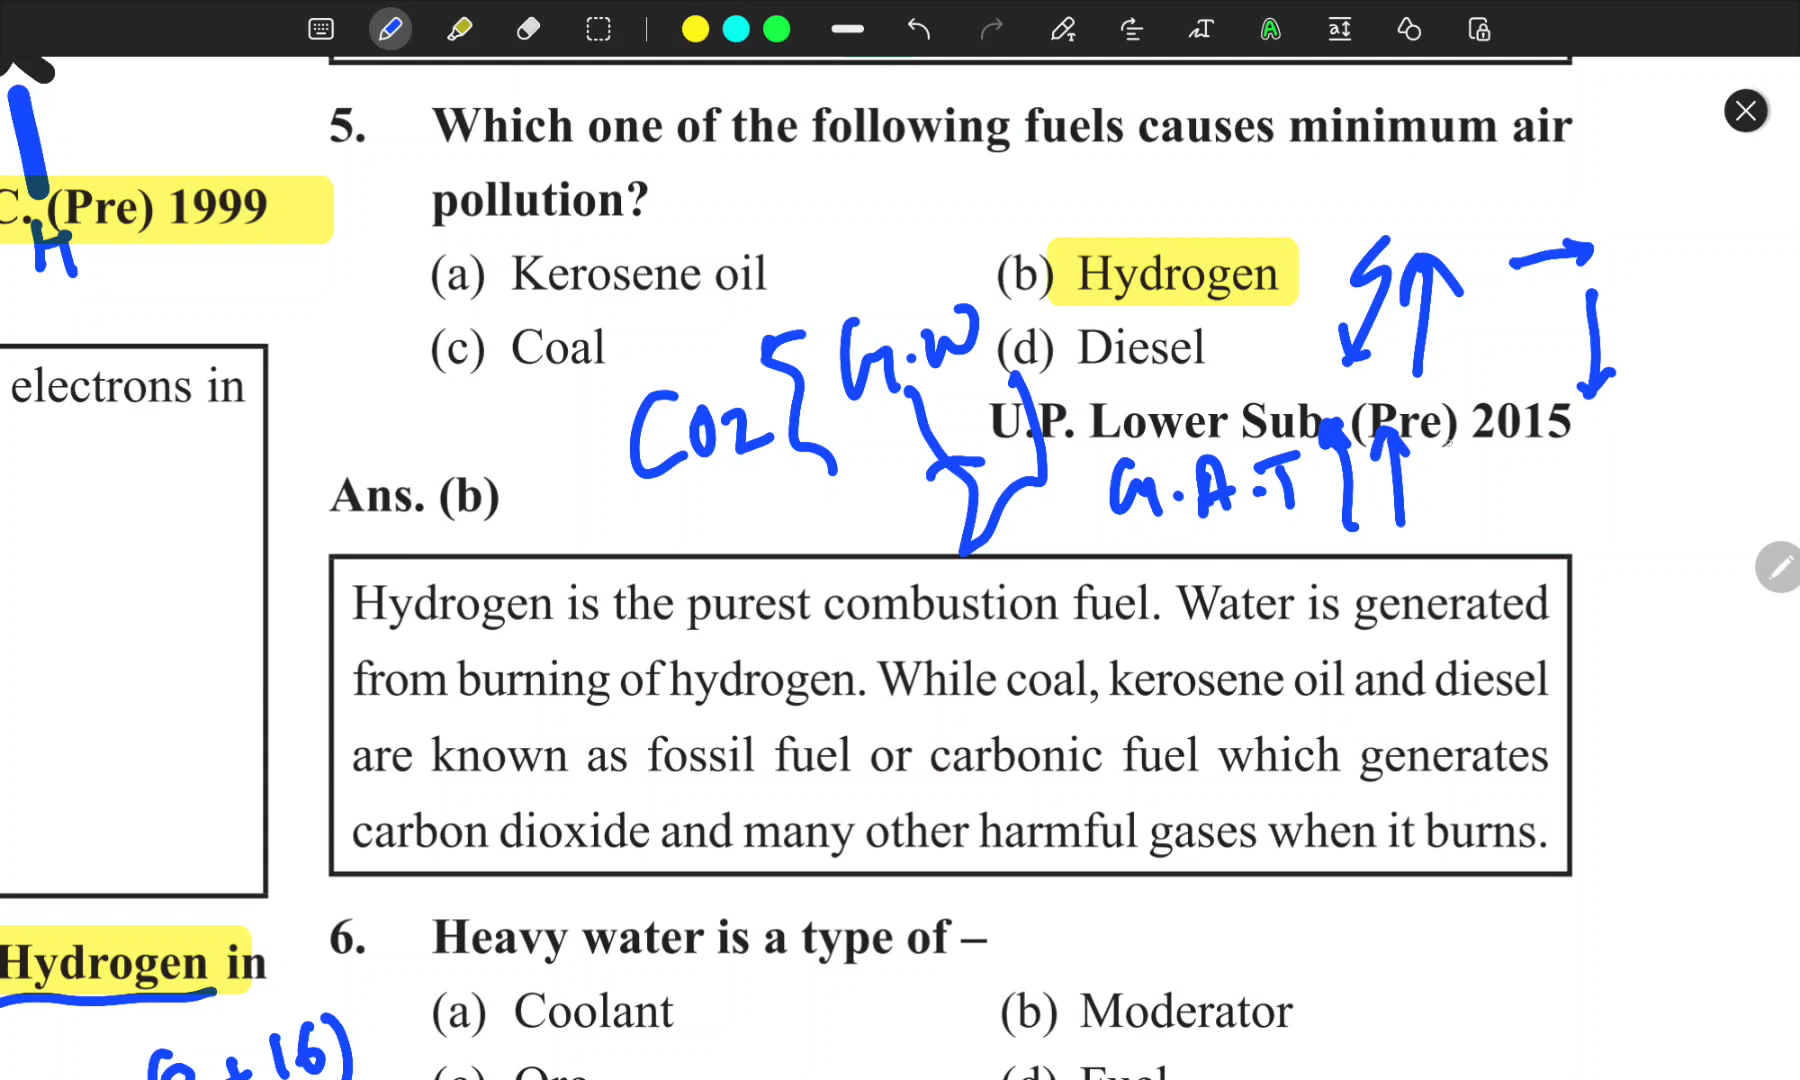 5. Which one of the following fuels causes minimum air
pollution?
(a) Kerosene oil (b) Hydrogen
(c) Coal (d) Diesel
U.P. Lower Sub. (Pre) 2015
Ans. (b)
CO2 { G.W }
G.A.T
Hydrogen is the purest combustion fuel. Water is generated
from burning of hydrogen. While coal, kerosene oil and diesel
are known as fossil fuel or carbonic fuel which generates
carbon dioxide and many other harmful gases when it burns.
6. Heavy water is a type of –
(a) Coolant (b) Moderator
(c) Ore (d) Fuel
C. (Pre) 1999
H
electrons in
Hydrogen in
+ 16)